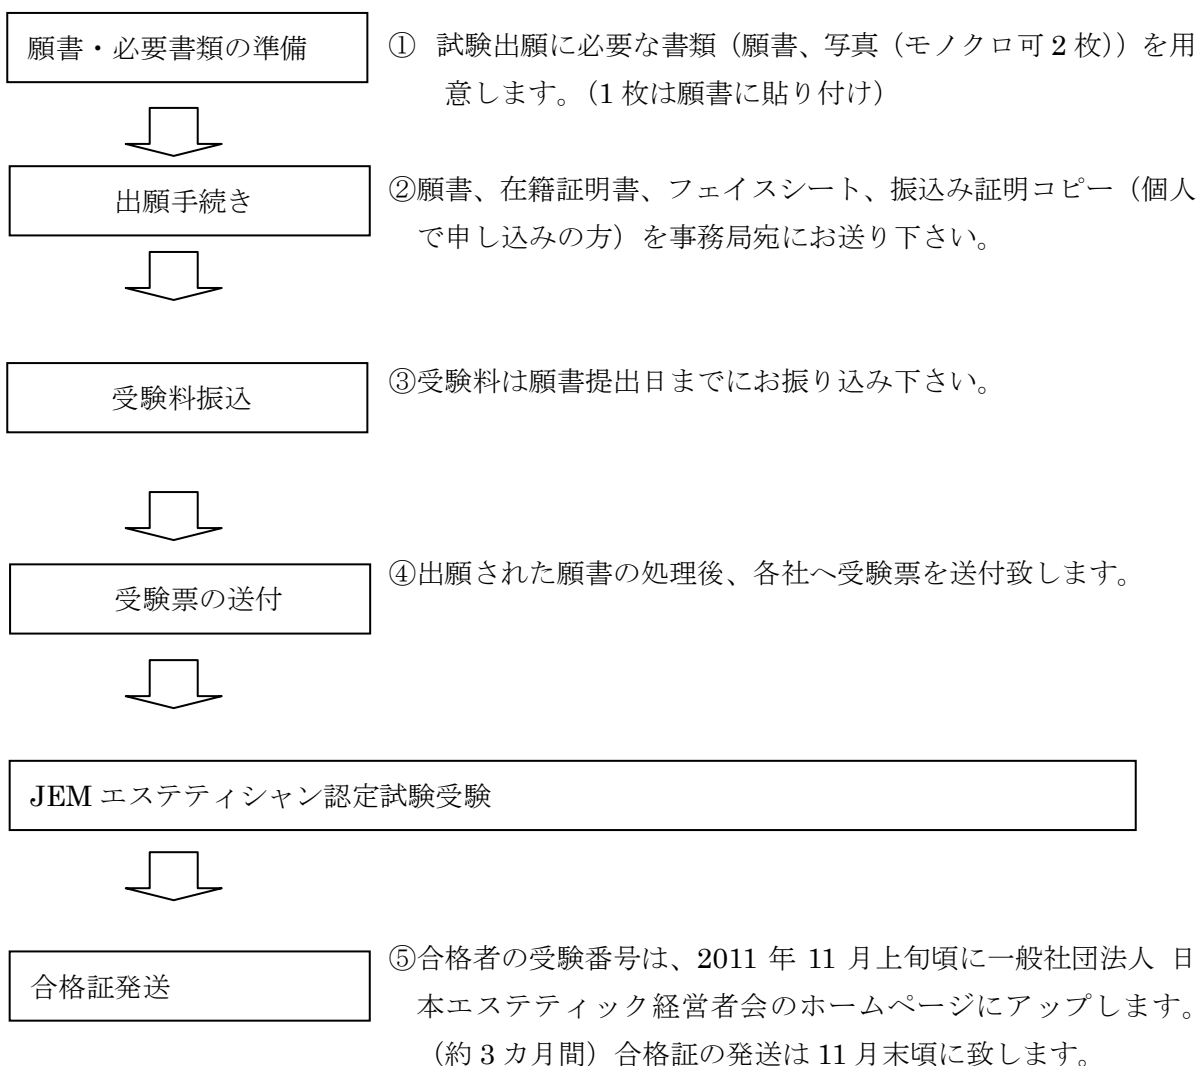 願書・必要書類の準備
① 試験出願に必要な書類（願書、写真（モノクロ可 2 枚））を用
意します。（1 枚は願書に貼り付け）
出願手続き
②願書、在籍証明書、フェイスシート、振込み証明コピー（個人
で申し込みの方）を事務局宛にお送り下さい。
受験料振込
③受験料は願書提出日までにお振り込み下さい。
受験票の送付
④出願された願書の処理後、各社へ受験票を送付致します。
JEM エステティシャン認定試験受験
合格証発送
⑤合格者の受験番号は、2011 年 11 月上旬頃に一般社団法人 日
本エステティック経営者会のホームページにアップします。
（約 3 カ月間）合格証の発送は 11 月末頃に致します。